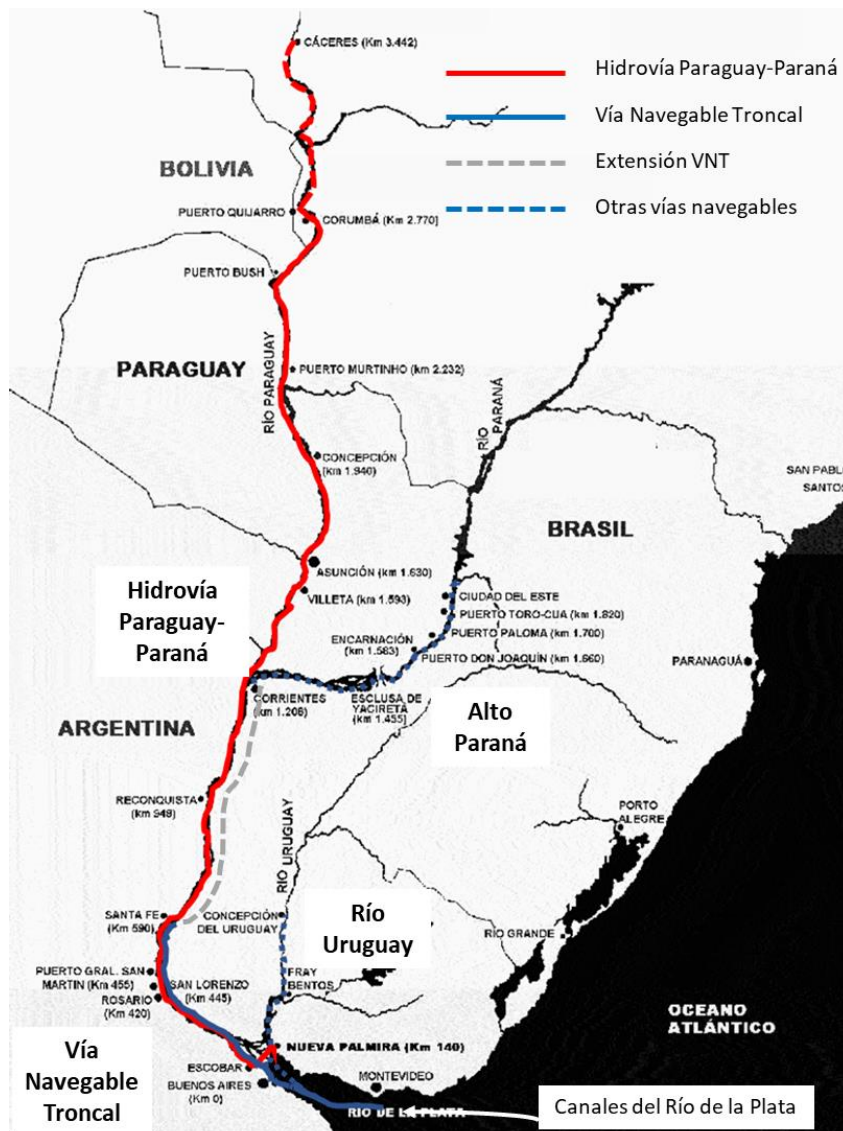 CÁCERES (Km 3.442)
Hidrovía Paraguay-Paraná
Vía Navegable Troncal
Extensión VNT
Otras vías navegables
BOLIVIA
PUERTO QUIJARRO
CORUMBÁ (Km 2.770)
PUERTO BUSH
PARAGUAY
RÍO PARAGUAY
PUERTO MURTINHO (km 2.232)
RÍO
PARANÁ
CONCEPCIÓN
(km 1.940)
SAN PABLO
SANTOS
BRASIL
ASUNCIÓN (km 1.630)
VILLETA (km 1.593)
Hidrovía
Paraguay-
Paraná
CIUDAD DEL ESTE
PUERTO TORO-CUA (km 1.820)
PUERTO PALOMA (km 1.700)
ENCARNACIÓN
(km 1.583)
PUERTO DON JOAQUÍN (km 1.660)
PARANAGUÁ
CORRIENTES
(km 1.208)
ESCLUSA DE
YACIRETÁ
(km 1.455)
ARGENTINA
Alto
Paraná
RECONQUISTA
(km 949)
RÍO URUGUAY
PORTO
ALEGRE
SANTA FE
(Km 590)
CONCEPCIÓN
DEL URUGUAY
Río
Uruguay
RÍO GRANDE
PUERTO GRAL. SAN
MARTIN (Km 455)
SAN LORENZO
(Km 445)
ROSARIO
(Km 420)
FRAY
BENTOS
OCEANO
ATLÁNTICO
Vía
Navegable
Troncal
NUEVA PALMIRA (Km 140)
ESCOBAR
BUENOS AIRES
(Km 0)
MONTEVIDEO
RÍO DE LA PLATA
Canales del Río de la Plata